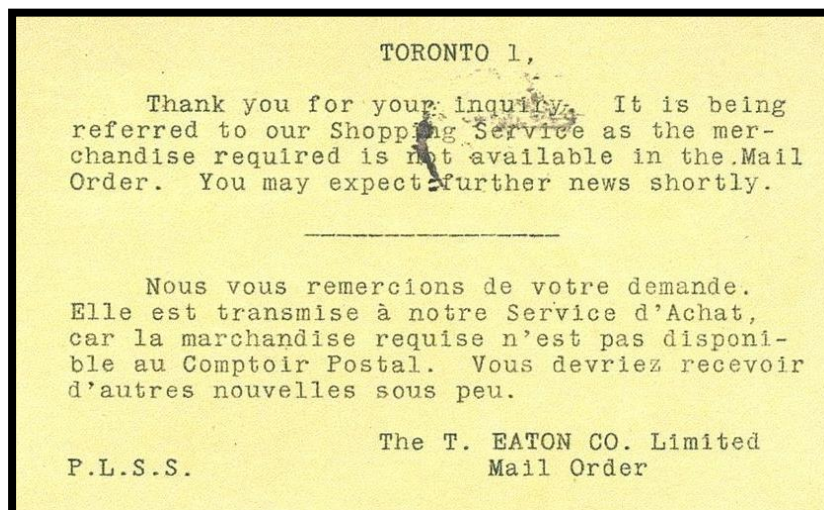 TORONTO 1,
Thank you for your inquiry. It is being
referred to our Shopping Service as the mer-
chandise required is not available in the.Mail
Order. You may expect further news shortly.
Nous vous remercions de votre demande.
Elle est transmise à notre Service d'Achat,
car la marchandise requise n'est pas disponi-
ble au Comptoir Postal. Vous devriez recevoir
d'autres nouvelles sous peu.
The T. EATON CO. Limited
P.L.S.S. Mail Order